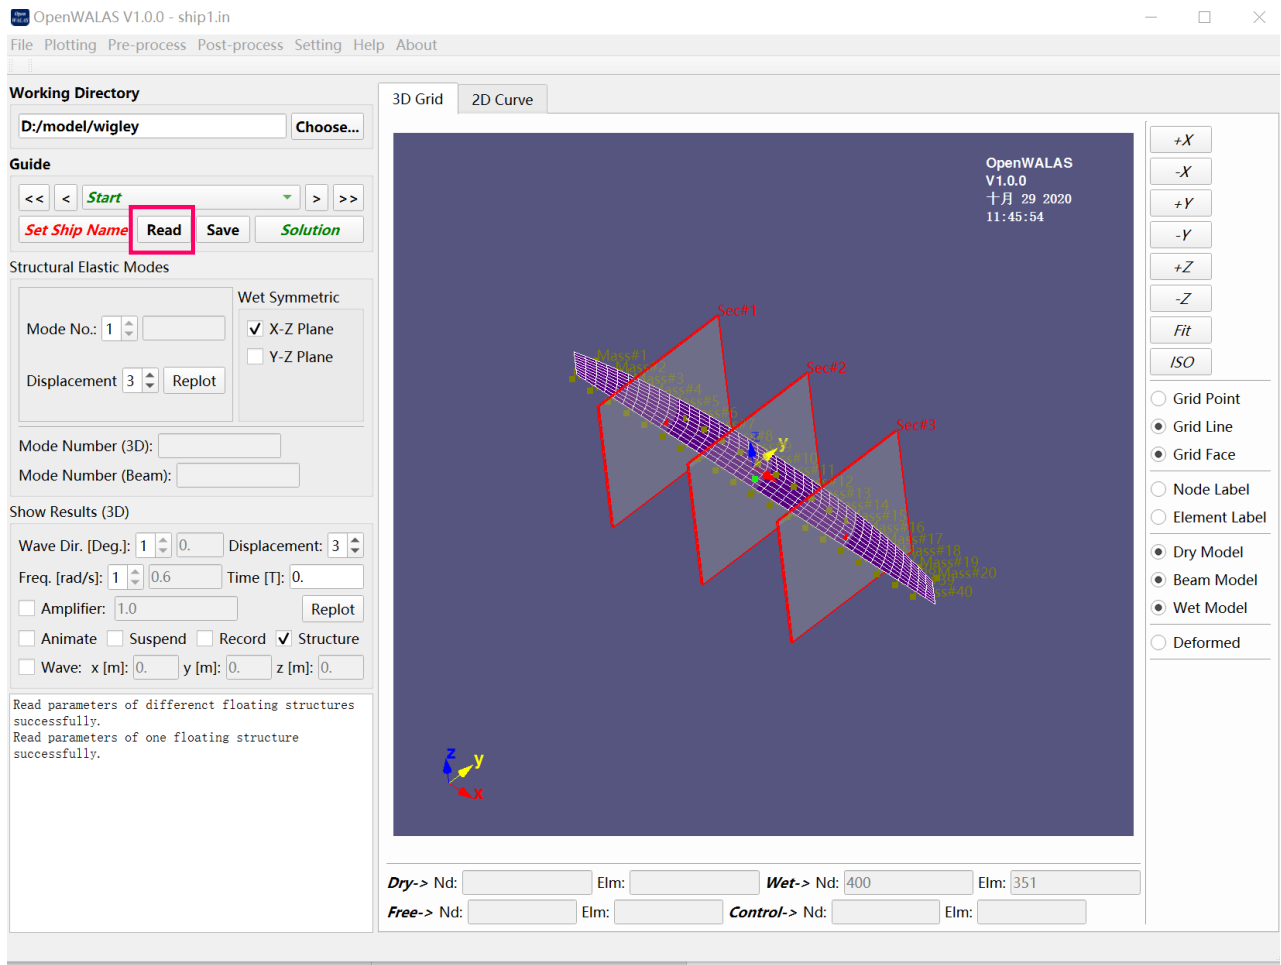 OpenWALAS V1.0.0 - ship1.in
File Plotting Pre-process Post-process Setting Help About
Working Directory
D:/model/wigley
Choose...
Guide
<< < Start > >>
Set Ship Name Read Save Solution
Structural Elastic Modes
Mode No.: 1
Displacement 3 Replot
Wet Symmetric
X-Z Plane
Y-Z Plane
Mode Number (3D):
Mode Number (Beam):
Show Results (3D)
Wave Dir. [Deg.]: 1 0. Displacement: 3
Freq. [rad/s]: 1 0.6 Time [T]: 0.
Amplifier: 1.0 Replot
Animate Suspend Record Structure
Wave: x [m]: 0. y [m]: 0. z [m]: 0.
Read parameters of differenct floating structures
successfully.
Read parameters of one floating structure
successfully.
3D Grid 2D Curve
OpenWALAS
V1.0.0
十月 29 2020
11:45:54
Sec#1
Sec#2
Sec#3
Mass#1
Mass#19
Mass#20
z
y
z
y
x
Dry-> Nd: Elm: Wet-> Nd: 400 Elm: 351
Free-> Nd: Elm: Control-> Nd: Elm:
+X
-X
+Y
-Y
+Z
-Z
Fit
ISO
Grid Point
Grid Line
Grid Face
Node Label
Element Label
Dry Model
Beam Model
Wet Model
Deformed